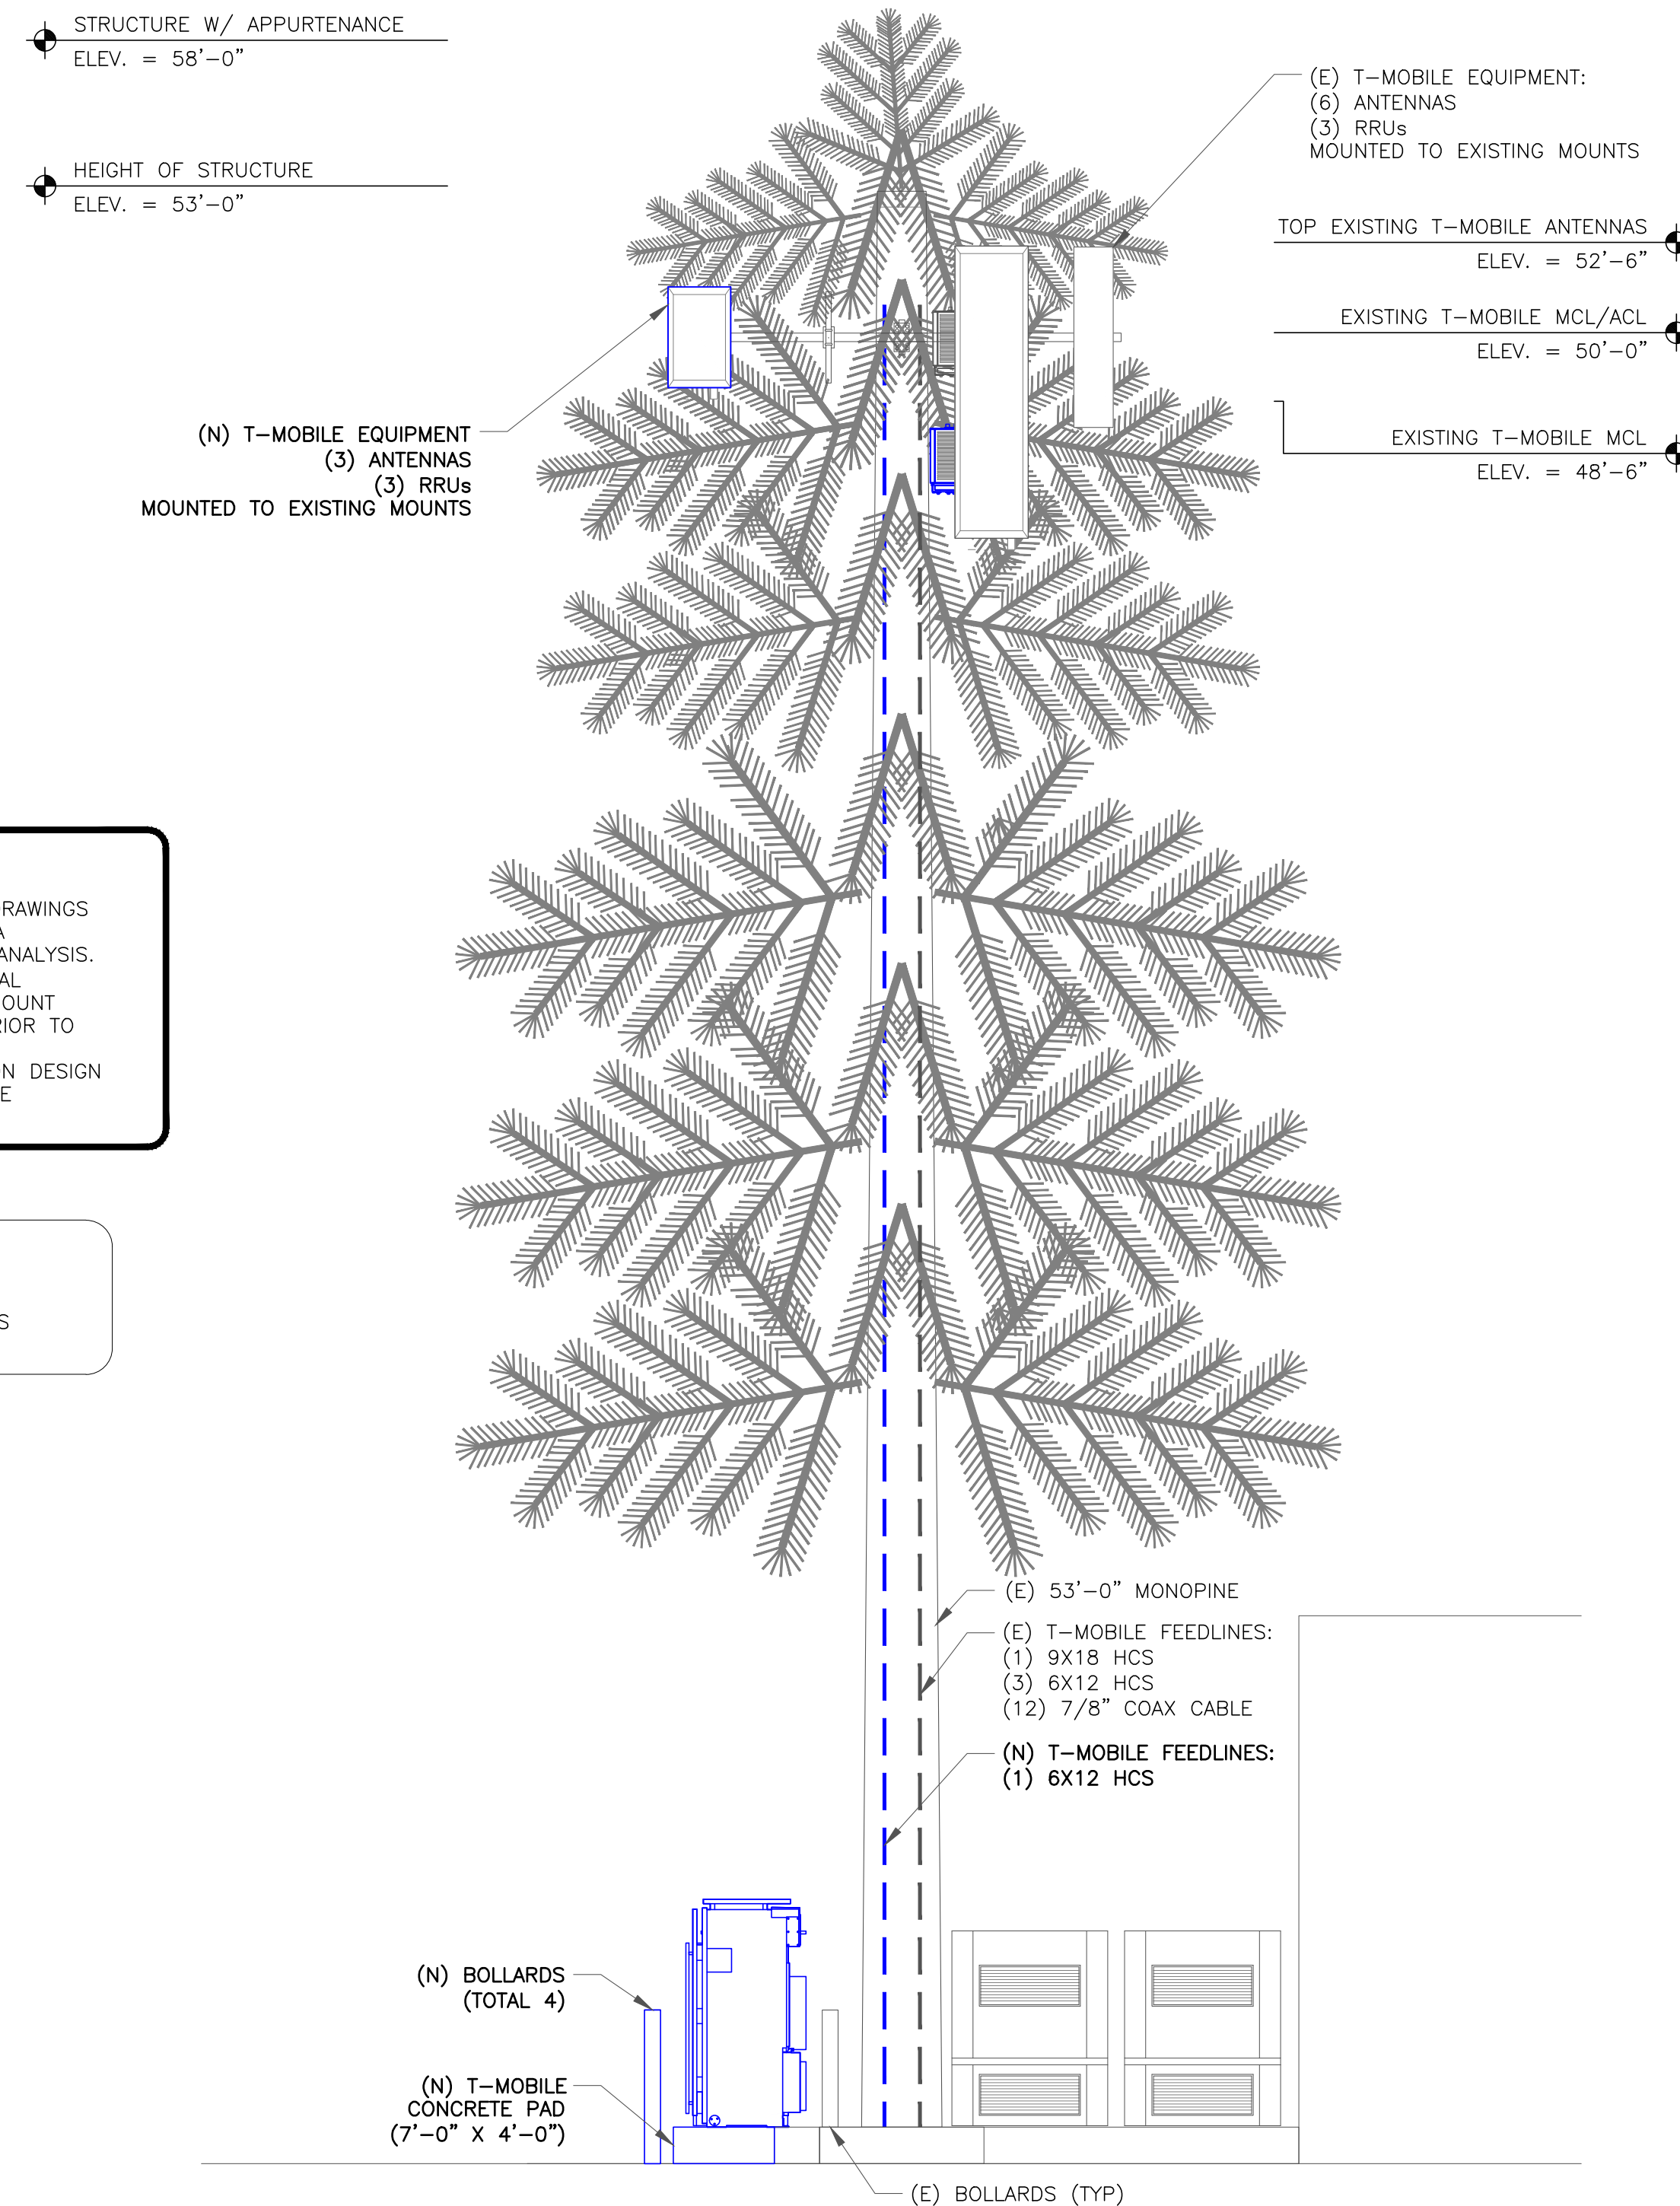 STRUCTURE W/ APPURTENANCE
ELEV. = 58'-0"
HEIGHT OF STRUCTURE
ELEV. = 53'-0"
(E) T-MOBILE EQUIPMENT:
(6) ANTENNAS
(3) RRUs
MOUNTED TO EXISTING MOUNTS
TOP EXISTING T-MOBILE ANTENNAS
ELEV. = 52'-6"
EXISTING T-MOBILE MCL/ACL
ELEV. = 50'-0"
EXISTING T-MOBILE MCL
ELEV. = 48'-6"
(N) T-MOBILE EQUIPMENT
(3) ANTENNAS
(3) RRUs
MOUNTED TO EXISTING MOUNTS
RAWINGS
A
ANALYSIS.
AL
OUNT
RIOR TO
ON DESIGN
E
S
(E) 53'-0" MONOPINE
(E) T-MOBILE FEEDLINES:
(1) 9X18 HCS
(3) 6X12 HCS
(12) 7/8" COAX CABLE
(N) T-MOBILE FEEDLINES:
(1) 6X12 HCS
(N) BOLLARDS
(TOTAL 4)
(N) T-MOBILE
CONCRETE PAD
(7'-0" X 4'-0")
(E) BOLLARDS (TYP)